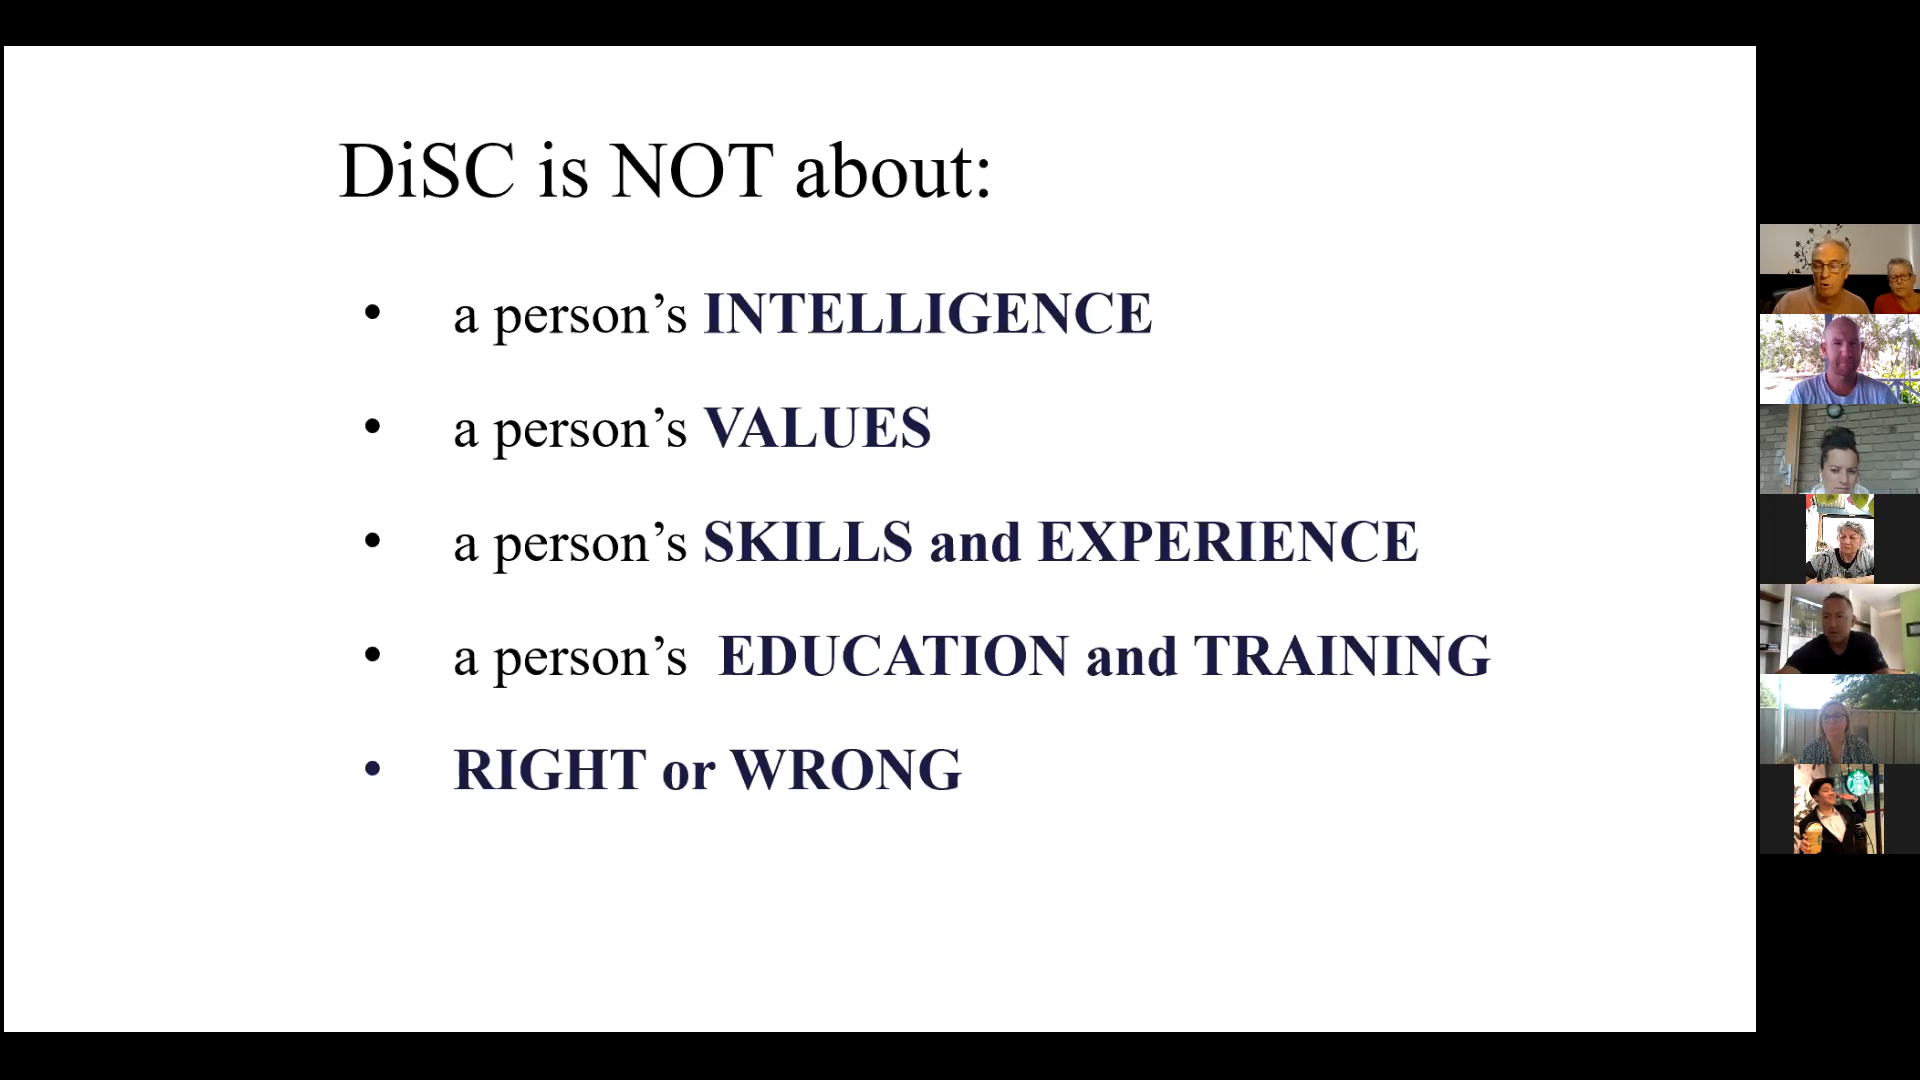 DiSC is NOT about:
• a person’s INTELLIGENCE
• a person’s VALUES
• a person’s SKILLS and EXPERIENCE
• a person’s EDUCATION and TRAINING
• RIGHT or WRONG